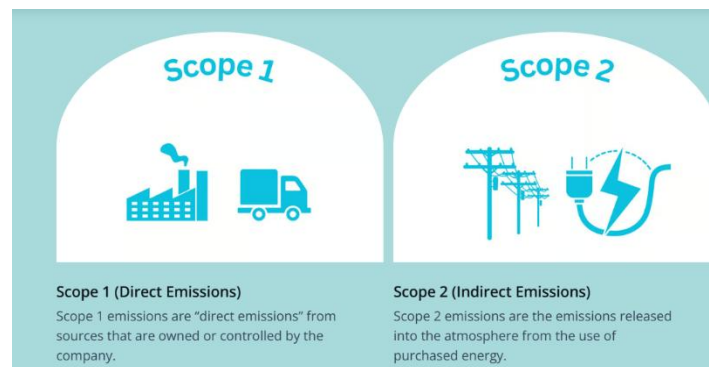 Scope 1
Scope 2
Scope 1 (Direct Emissions)
Scope 1 emissions are “direct emissions” from
sources that are owned or controlled by the
company.
Scope 2 (Indirect Emissions)
Scope 2 emissions are the emissions released
into the atmosphere from the use of
purchased energy.